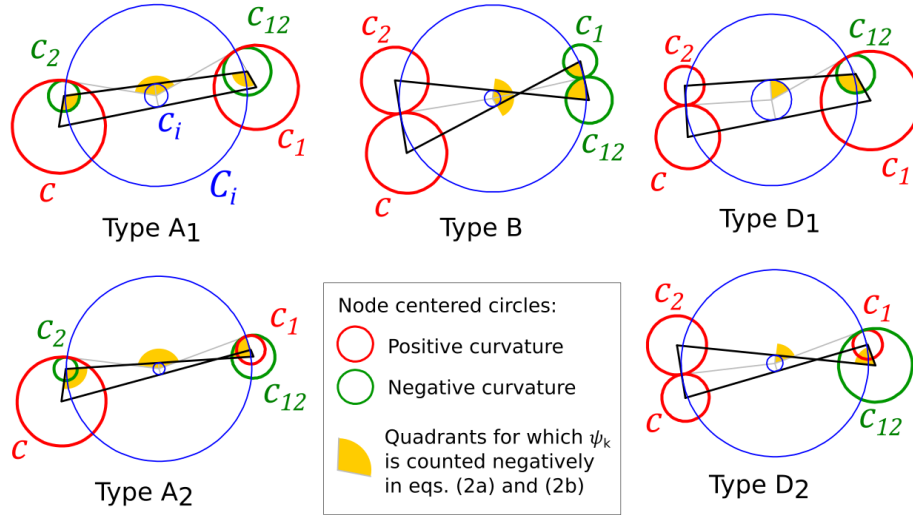 c₂
c₁₂
cᵢ
c
c₁
Cᵢ
Type A₁
c₂
c₁
c
c₁₂
Type B
c₂
c₁₂
c
c₁
Type D₁
c₂
c₁
c
c₁₂
Type A₂
Node centered circles:
Positive curvature
Negative curvature
Quadrants for which ψₖ
is counted negatively
in eqs. (2a) and (2b)
c₂
c₁
c
c₁₂
Type D₂